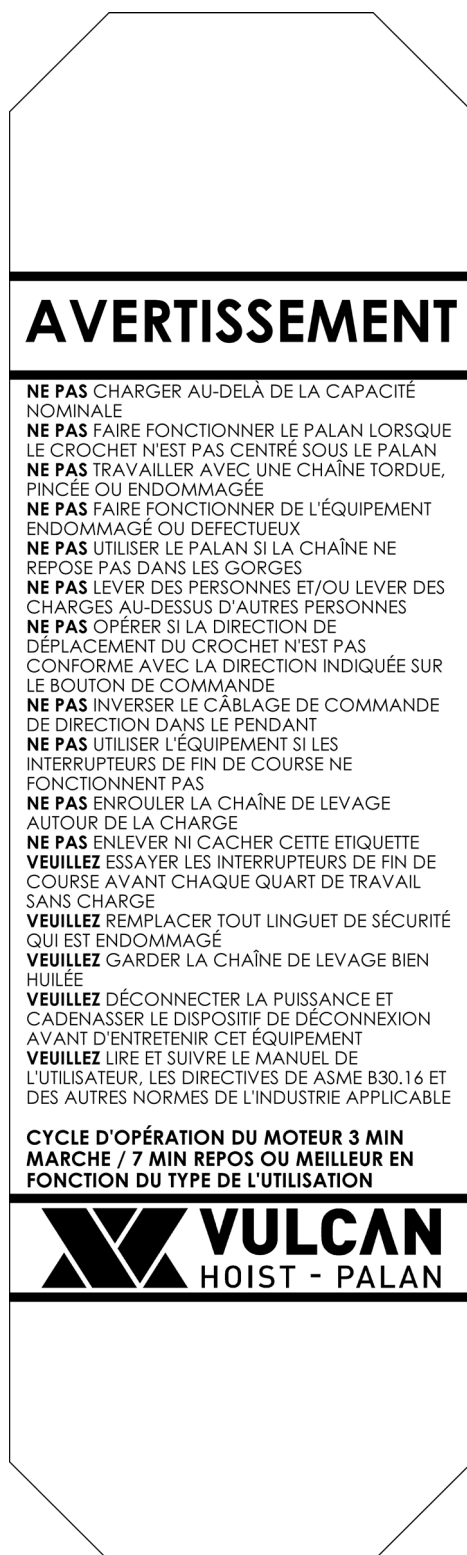 AVERTISSEMENT
NE PAS CHARGER AU-DELÀ DE LA CAPACITÉ
NOMINALE
NE PAS FAIRE FONCTIONNER LE PALAN LORSQUE
LE CROCHET N'EST PAS CENTRÉ SOUS LE PALAN
NE PAS TRAVAILLER AVEC UNE CHAÎNE TORDUE,
PINCÉE OU ENDOMMAGÉE
NE PAS FAIRE FONCTIONNER DE L'ÉQUIPEMENT
ENDOMMAGÉ OU DEFECTUEUX
NE PAS UTILISER LE PALAN SI LA CHAÎNE NE
REPOSE PAS DANS LES GORGES
NE PAS LEVER DES PERSONNES ET/OU LEVER DES
CHARGES AU-DESSUS D'AUTRES PERSONNES
NE PAS OPÉRER SI LA DIRECTION DE
DÉPLACEMENT DU CROCHET N'EST PAS
CONFORME AVEC LA DIRECTION INDIQUÉE SUR
LE BOUTON DE COMMANDE
NE PAS INVERSER LE CÂBLAGE DE COMMANDE
DE DIRECTION DANS LE PENDANT
NE PAS UTILISER L'ÉQUIPEMENT SI LES
INTERRUPTEURS DE FIN DE COURSE NE
FONCTIONNENT PAS
NE PAS ENROULER LA CHAÎNE DE LEVAGE
AUTOUR DE LA CHARGE
NE PAS ENLEVER NI CACHER CETTE ETIQUETTE
VEUILLEZ ESSAYER LES INTERRUPTEURS DE FIN DE
COURSE AVANT CHAQUE QUART DE TRAVAIL
SANS CHARGE
VEUILLEZ REMPLACER TOUT LINGUET DE SÉCURITÉ
QUI EST ENDOMMAGÉ
VEUILLEZ GARDER LA CHAÎNE DE LEVAGE BIEN
HUILÉE
VEUILLEZ DÉCONNECTER LA PUISSANCE ET
CADENASSER LE DISPOSITIF DE DÉCONNEXION
AVANT D'ENTRETENIR CET ÉQUIPEMENT
VEUILLEZ LIRE ET SUIVRE LE MANUEL DE
L'UTILISATEUR, LES DIRECTIVES DE ASME B30.16 ET
DES AUTRES NORMES DE L'INDUSTRIE APPLICABLE
CYCLE D'OPÉRATION DU MOTEUR 3 MIN
MARCHE / 7 MIN REPOS OU MEILLEUR EN
FONCTION DU TYPE DE L'UTILISATION
VULCAN
HOIST - PALAN